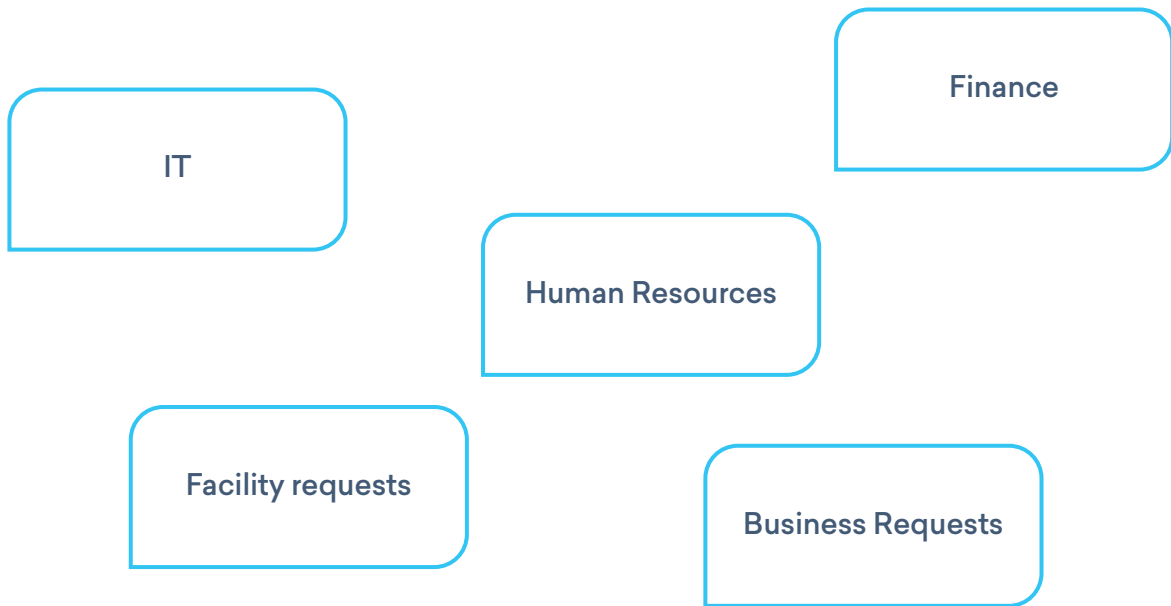 Finance
IT
Human Resources
Facility requests
Business Requests